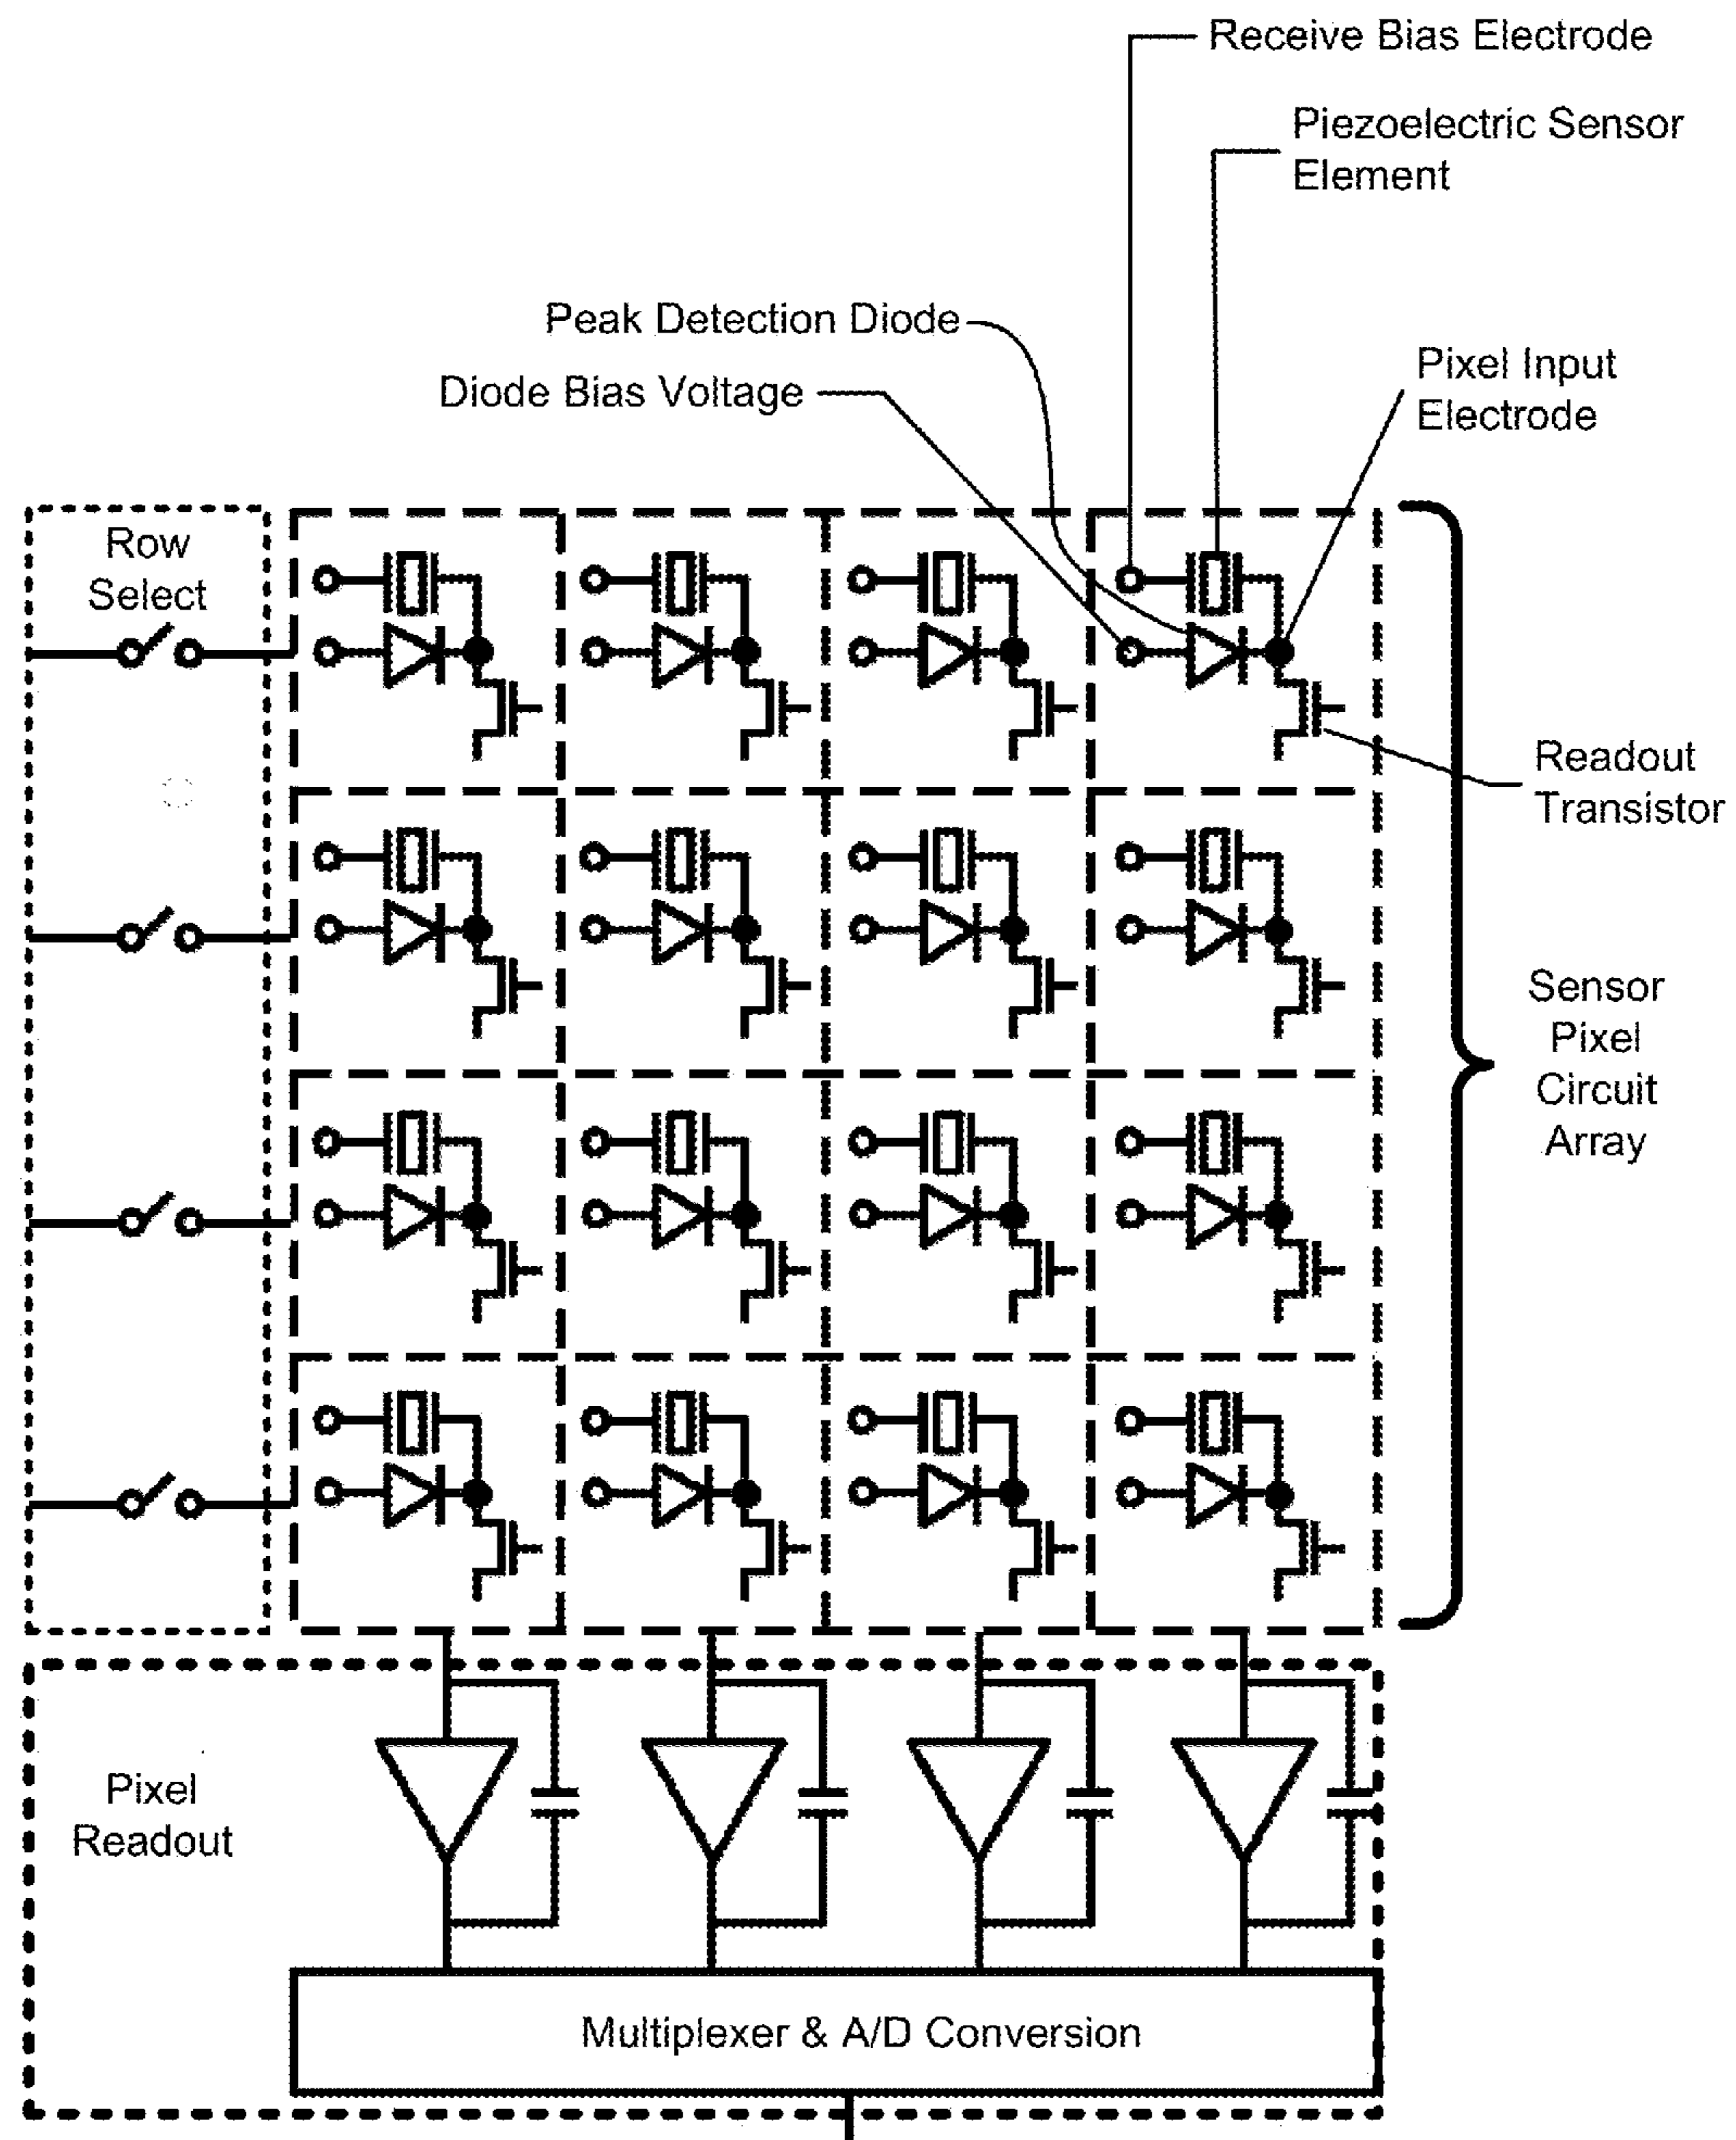 Receive Bias Electrode
Piezoelectric Sensor
Element
Peak Detection Diode
Diode Bias Voltage
Pixel Input
Electrode
Row
Select
Readout
Transistor
Sensor
Pixel
Circuit
Array
Pixel
Readout
Multiplexer & A/D Conversion